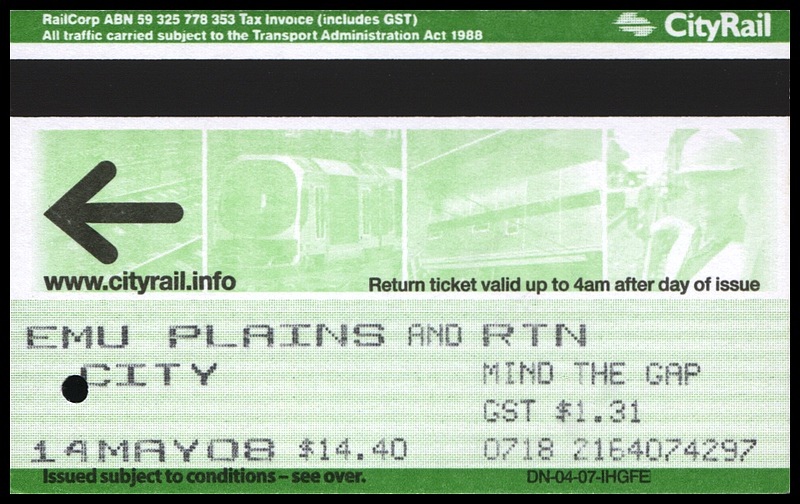 RailCorp ABN 59 325 778 353 Tax Invoice (includes GST)
All traffic carried subject to the Transport Administration Act 1988
CityRail
www.cityrail.info
Return ticket valid up to 4am after day of issue
EMU PLAINS AND RTN
CITY MIND THE GAP
GST $1.31
14MAY08 $14.40 0718 2164074297
Issued subject to conditions – see over. DN-04-07-IHGFE